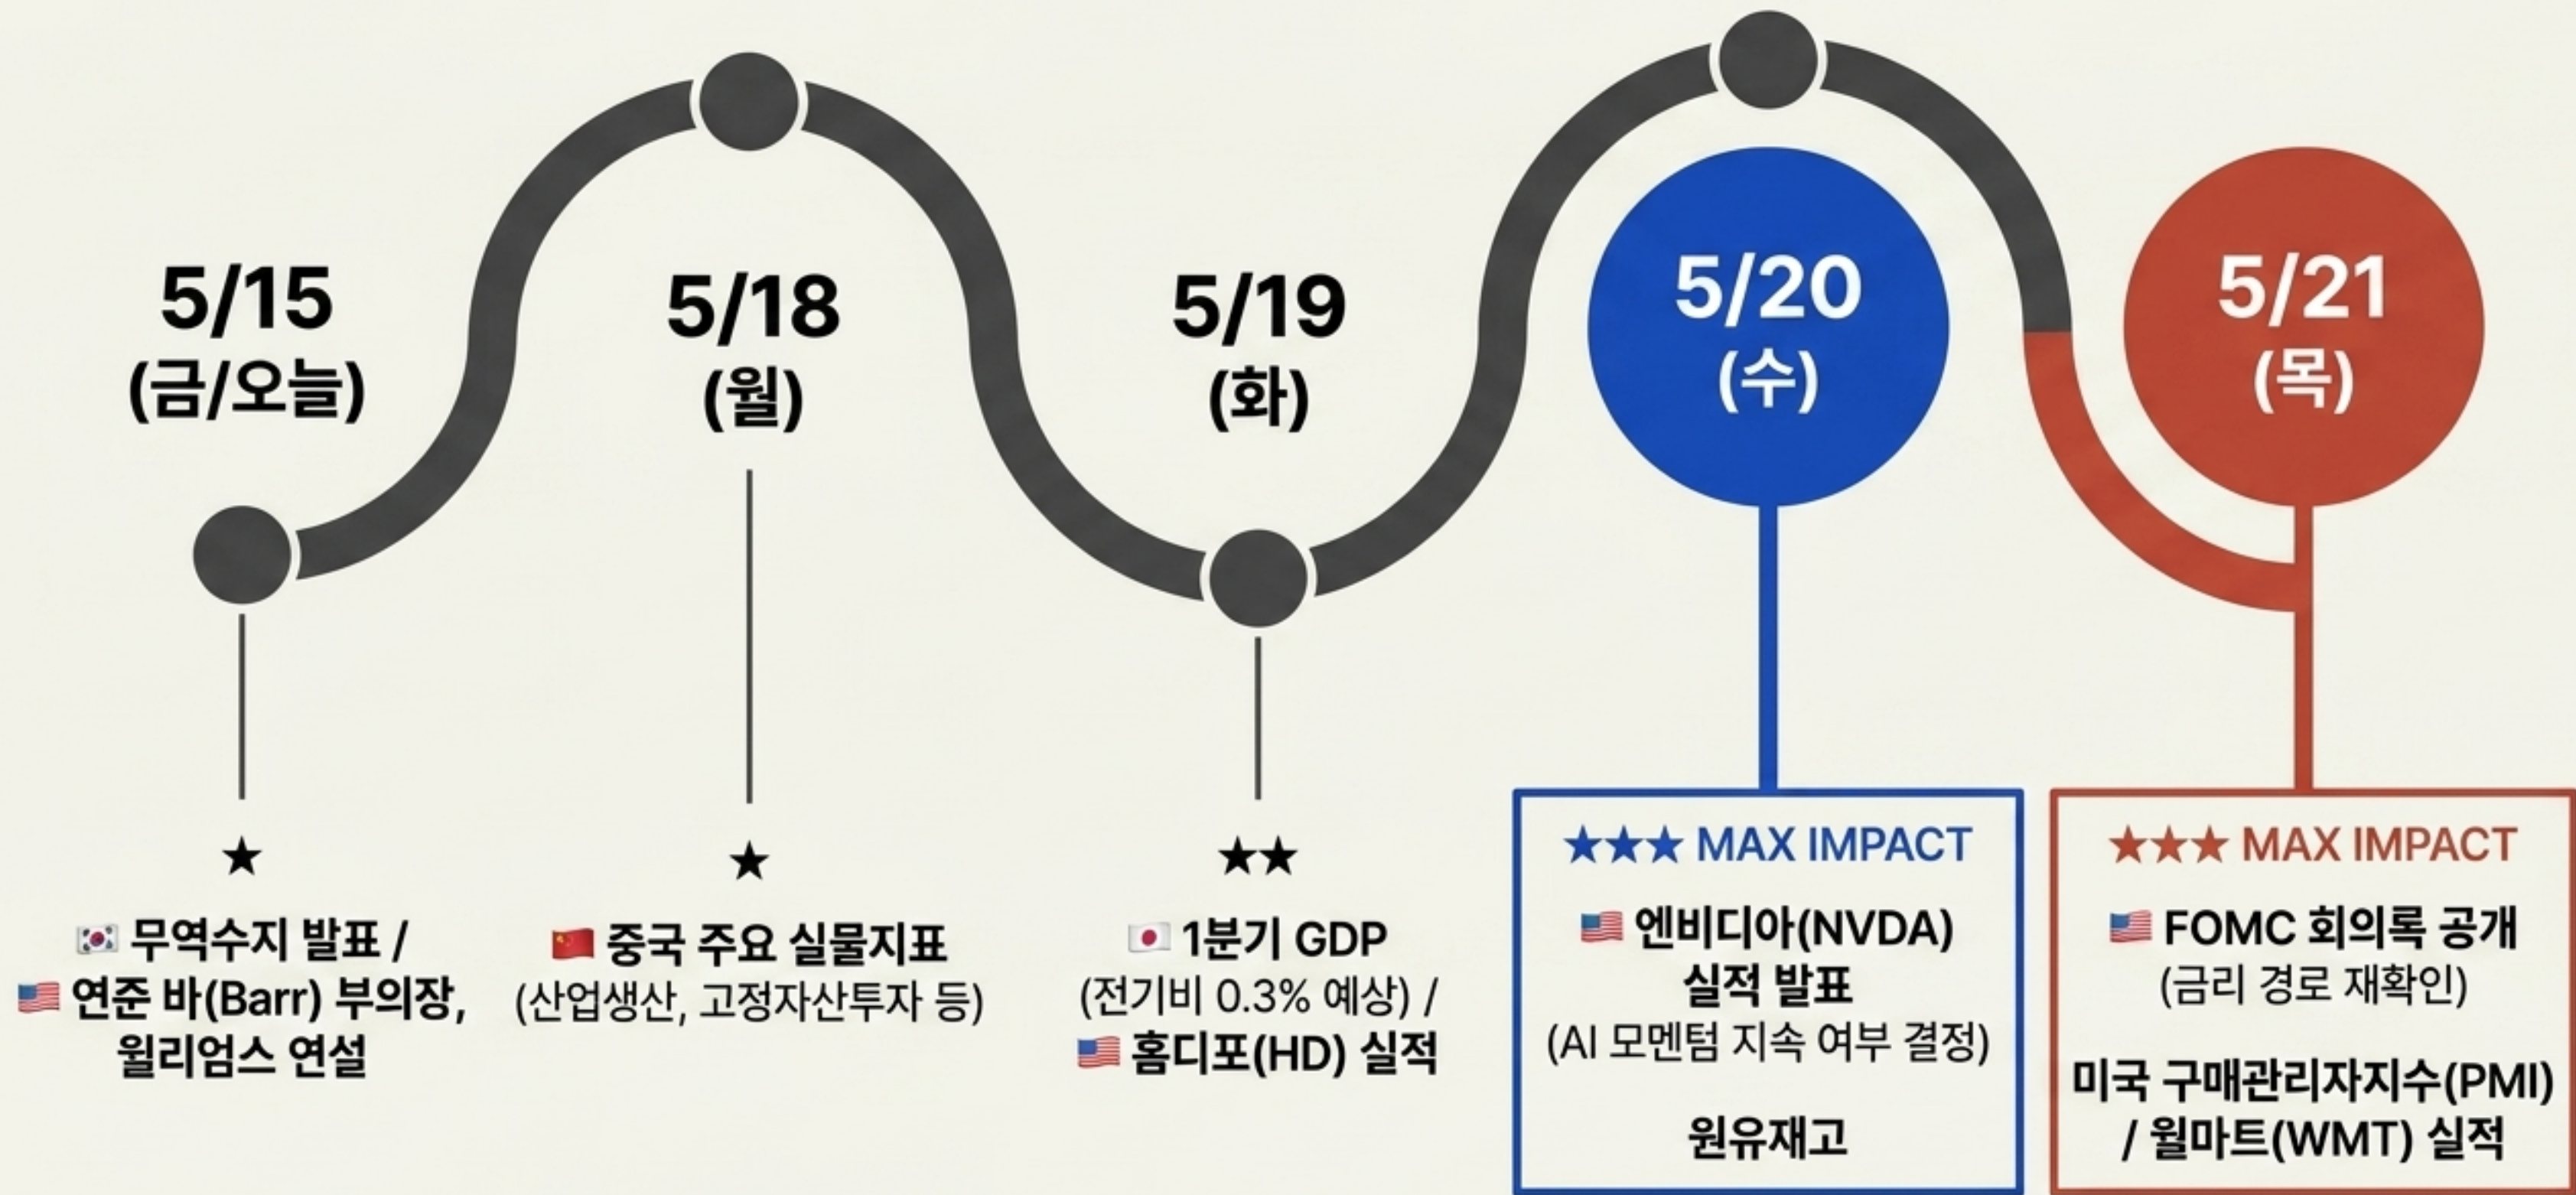 5/15
(금/오늘)
★
🇰🇷 무역수지 발표 /
🇺🇸 연준 바(Barr) 부의장,
윌리엄스 연설
5/18
(월)
★
🇨🇳 중국 주요 실물지표
(산업생산, 고정자산투자 등)
5/19
(화)
★★
🇯🇵 1분기 GDP
(전기비 0.3% 예상) /
🇺🇸 홈디포(HD) 실적
5/20
(수)
★★★ MAX IMPACT
🇺🇸 엔비디아(NVDA)
실적 발표
(AI 모멘텀 지속 여부 결정)
원유재고
5/21
(목)
★★★ MAX IMPACT
🇺🇸 FOMC 회의록 공개
(금리 경로 재확인)
미국 구매관리자지수(PMI)
/ 월마트(WMT) 실적